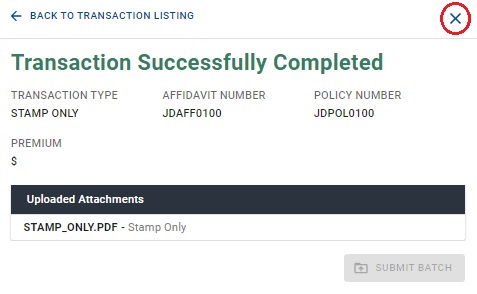 BACK TO TRANSACTION LISTING
Transaction Successfully Completed
TRANSACTION TYPE AFFIDAVIT NUMBER POLICY NUMBER
STAMP ONLY JDAFF0100 JDPOL0100
PREMIUM
$
Uploaded Attachments
STAMP_ONLY.PDF - Stamp Only
SUBMIT BATCH